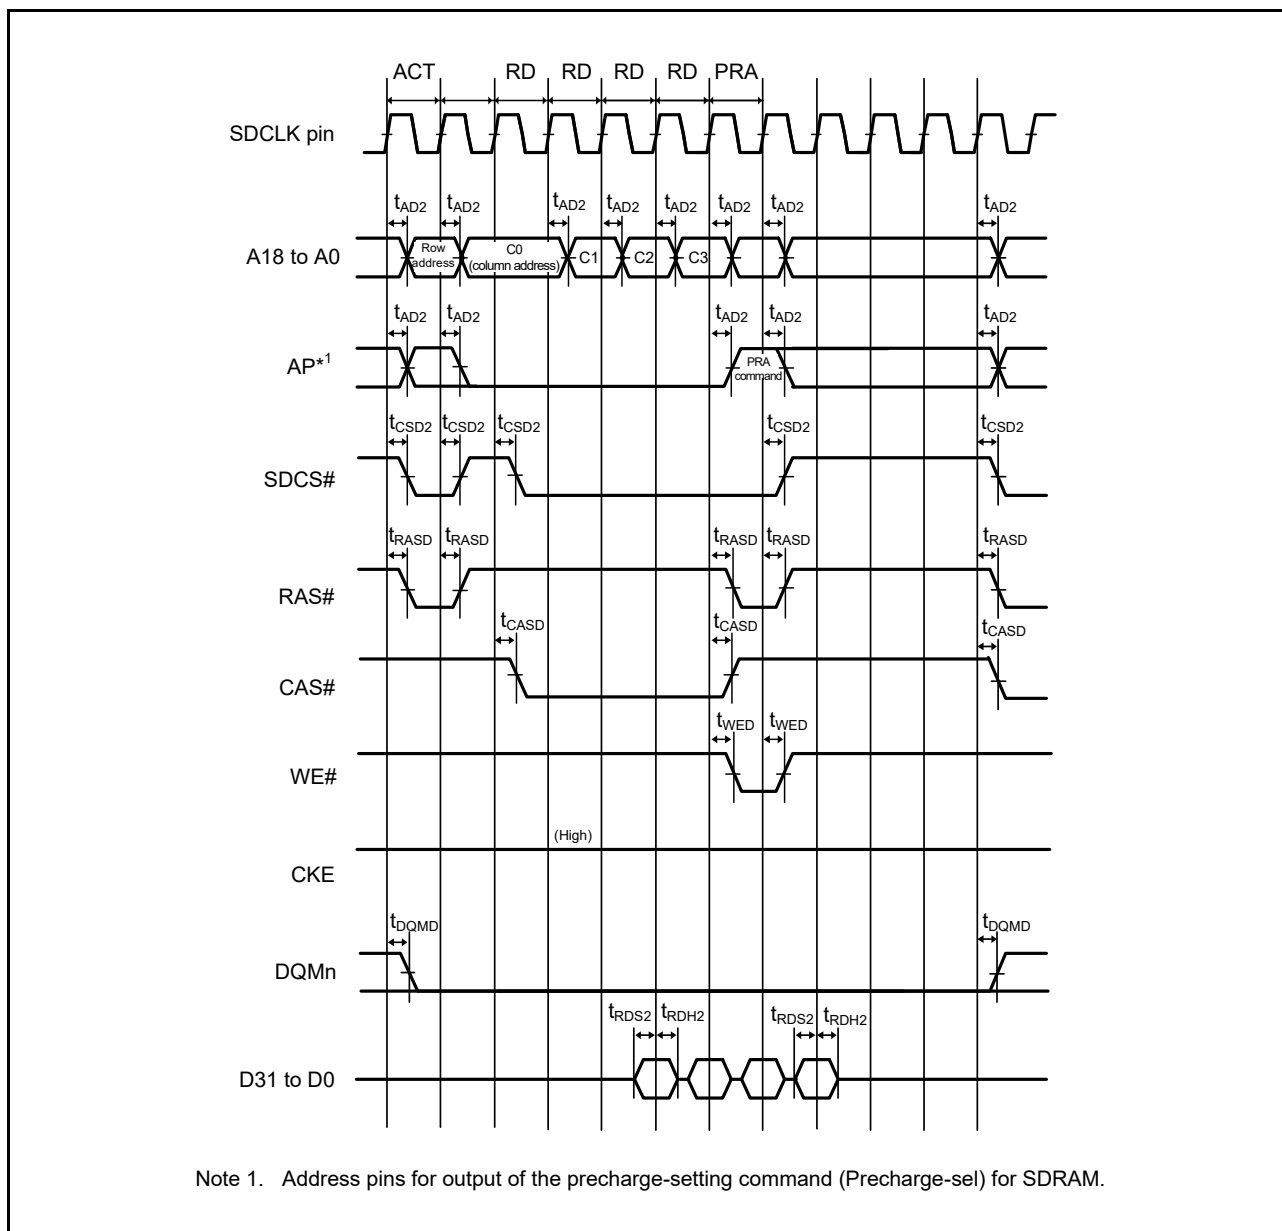 ACT RD RD RD RD PRA
SDCLK pin
tAD2 tAD2 tAD2 tAD2 tAD2 tAD2 tAD2 tAD2
A18 to A0
Row address
C0 (column address)
C1 C2 C3
tAD2 tAD2 tAD2 tAD2 tAD2
AP*1
PRA command
tCSD2 tCSD2 tCSD2 tCSD2 tCSD2
SDCS#
tRASD tRASD tRASD tRASD tRASD
RAS#
tCASD tCASD tCASD
CAS#
tWED tWED
WE#
(High)
CKE
tDQMD tDQMD
DQMn
tRDS2 tRDH2 tRDS2 tRDH2
D31 to D0
Note 1. Address pins for output of the precharge-setting command (Precharge-sel) for SDRAM.